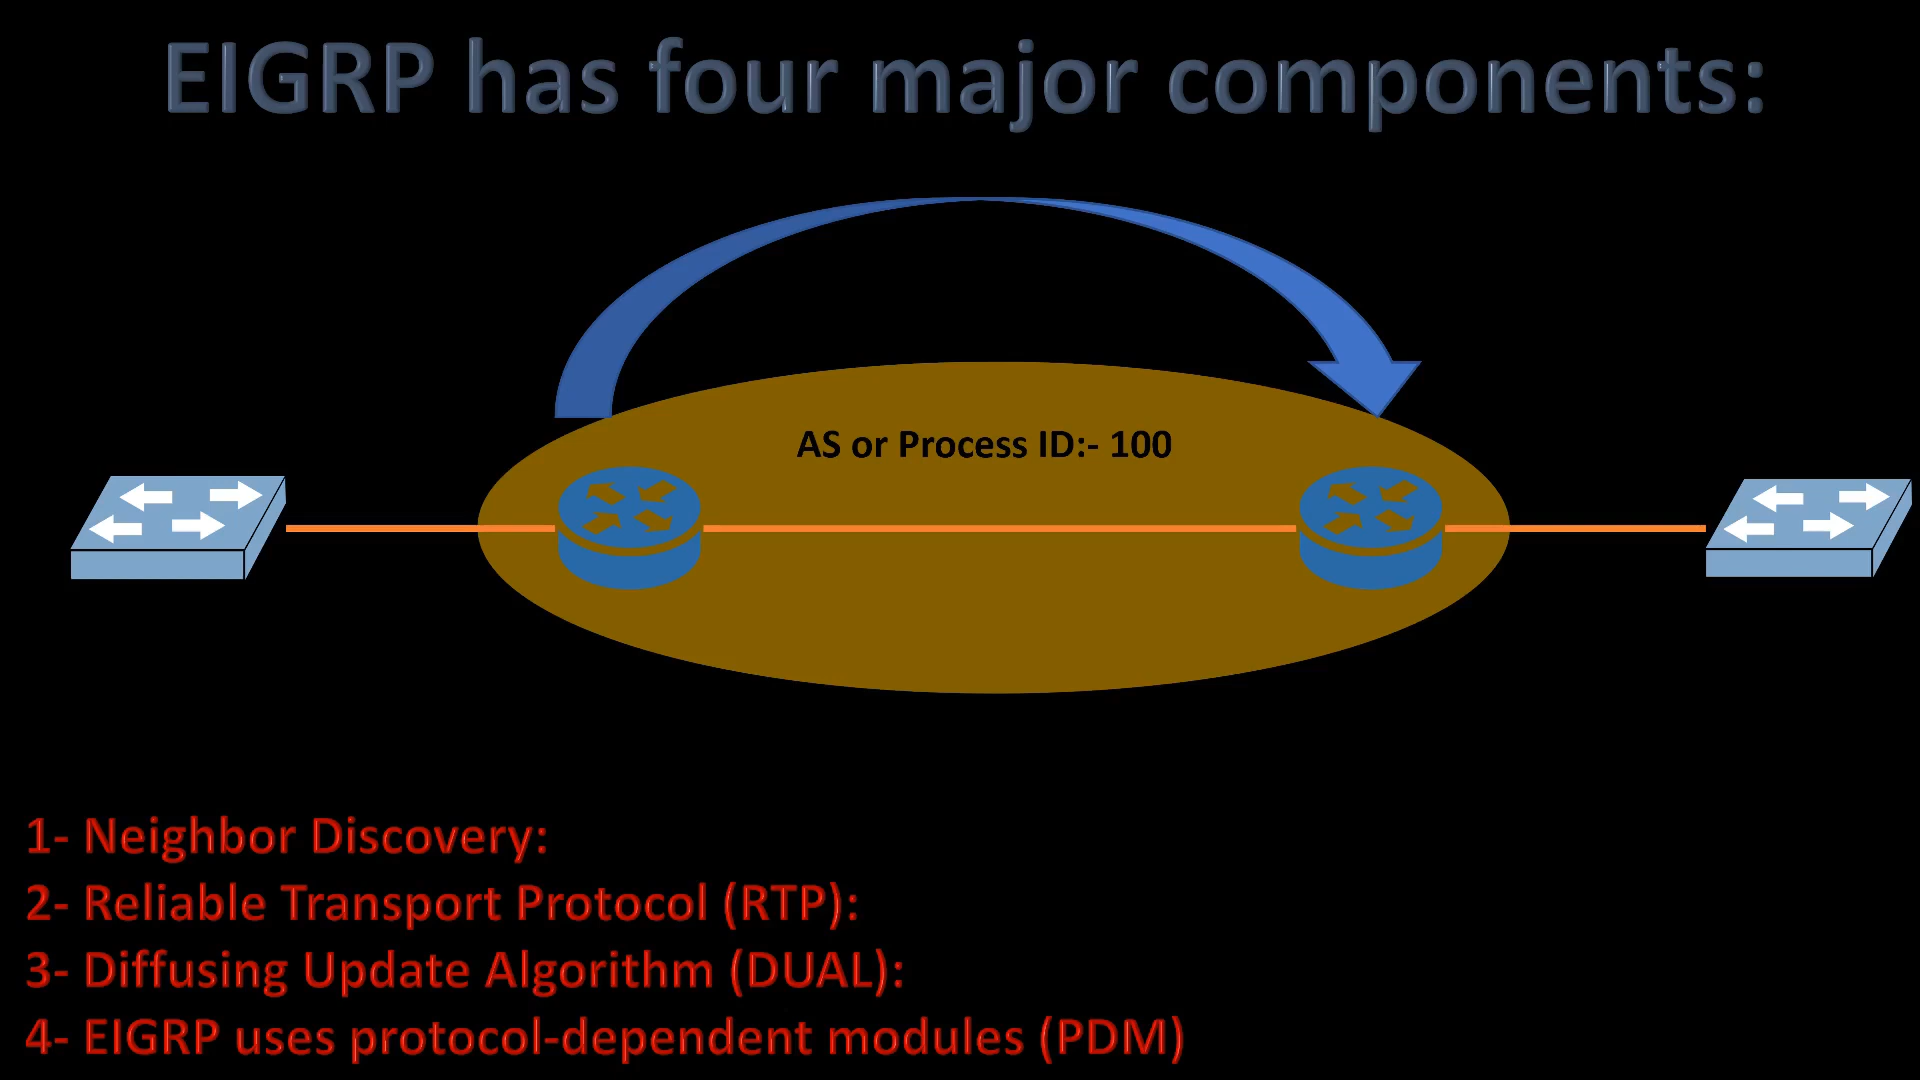 EIGRP has four major components:
AS or Process ID:- 100
1- Neighbor Discovery:
2- Reliable Transport Protocol (RTP):
3- Diffusing Update Algorithm (DUAL):
4- EIGRP uses protocol-dependent modules (PDM)